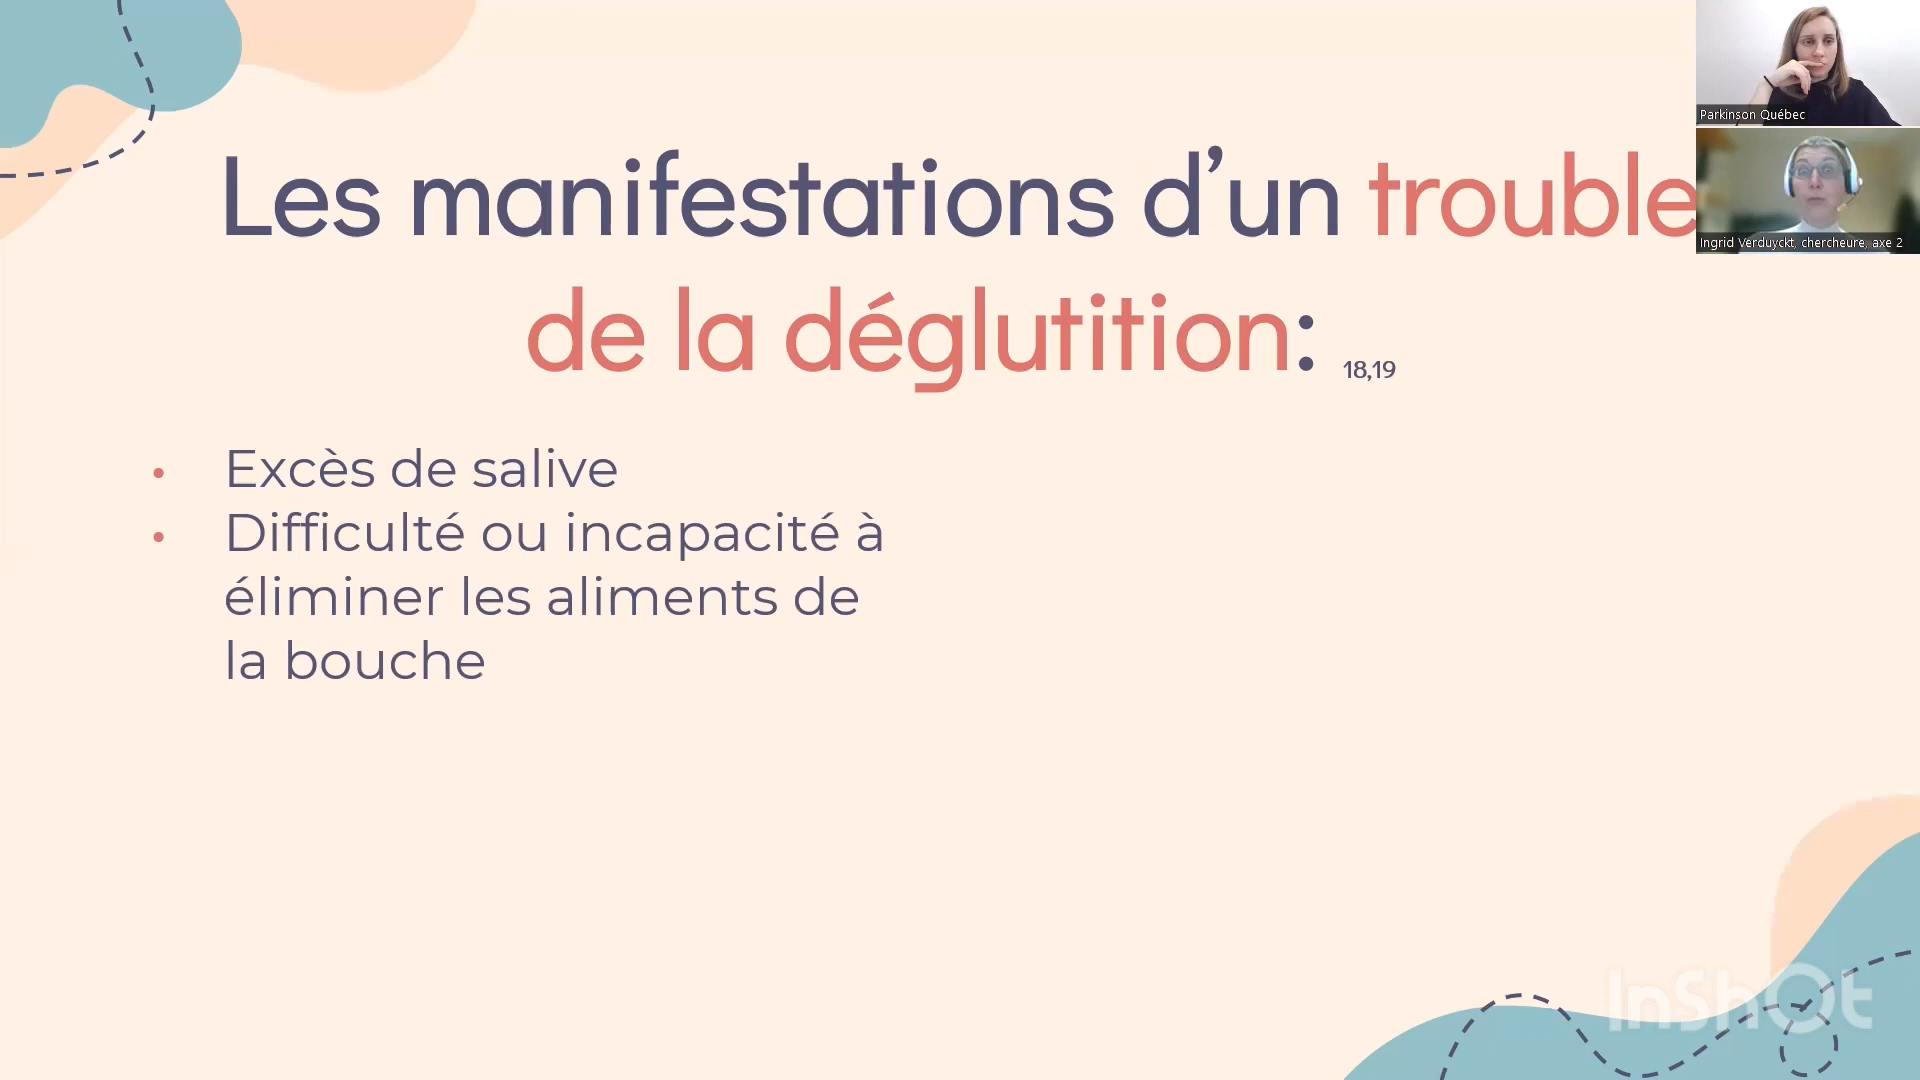 Les manifestations d’un trouble
de la déglutition: 18,19
• Excès de salive
• Difficulté ou incapacité à
éliminer les aliments de
la bouche
Parkinson Québec
Ingrid Verduyckt, chercheure, axe 2
InShOt